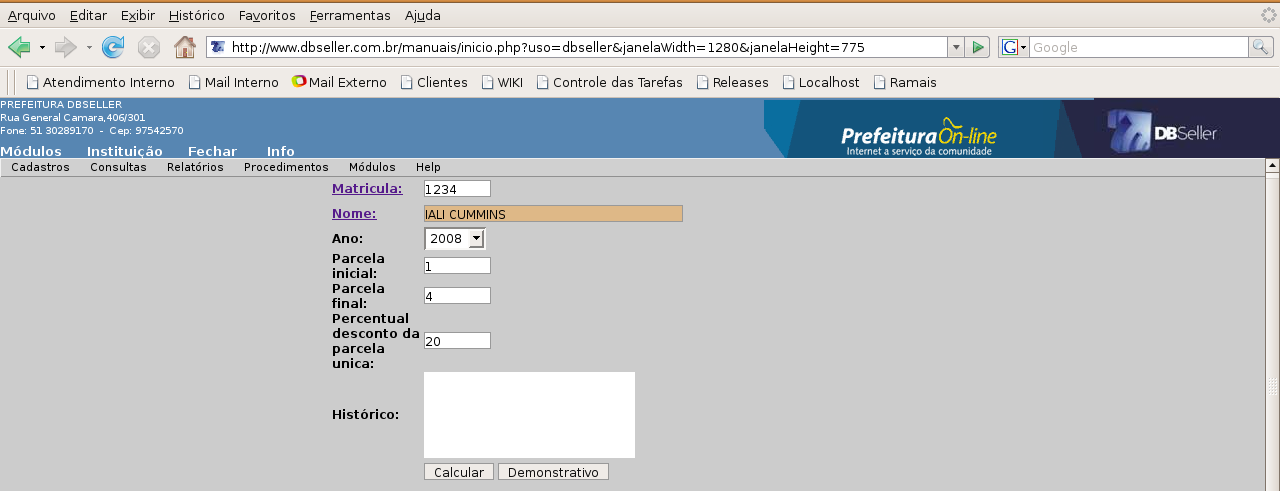 Arquivo Editar Exibir Histórico Favoritos Ferramentas Ajuda
http://www.dbseller.com.br/manuais/inicio.php?uso=dbseller&janelaWidth=1280&janelaHeight=775 Google
Atendimento Interno Mail Interno Mail Externo Clientes WIKI Controle das Tarefas Releases Localhost Ramais
PREFEITURA DBSELLER
Rua General Camara,406/301
Fone: 51 30289170 - Cep: 97542570
Prefeitura On-line
Internet a serviço da comunidade
DBSeller
Módulos Instituição Fechar Info
Cadastros Consultas Relatórios Procedimentos Módulos Help
Matricula: 1234
Nome: IALI CUMMINS
Ano: 2008
Parcela
inicial: 1
Parcela
final: 4
Percentual
desconto da
parcela
unica: 20
Histórico:
Calcular Demonstrativo